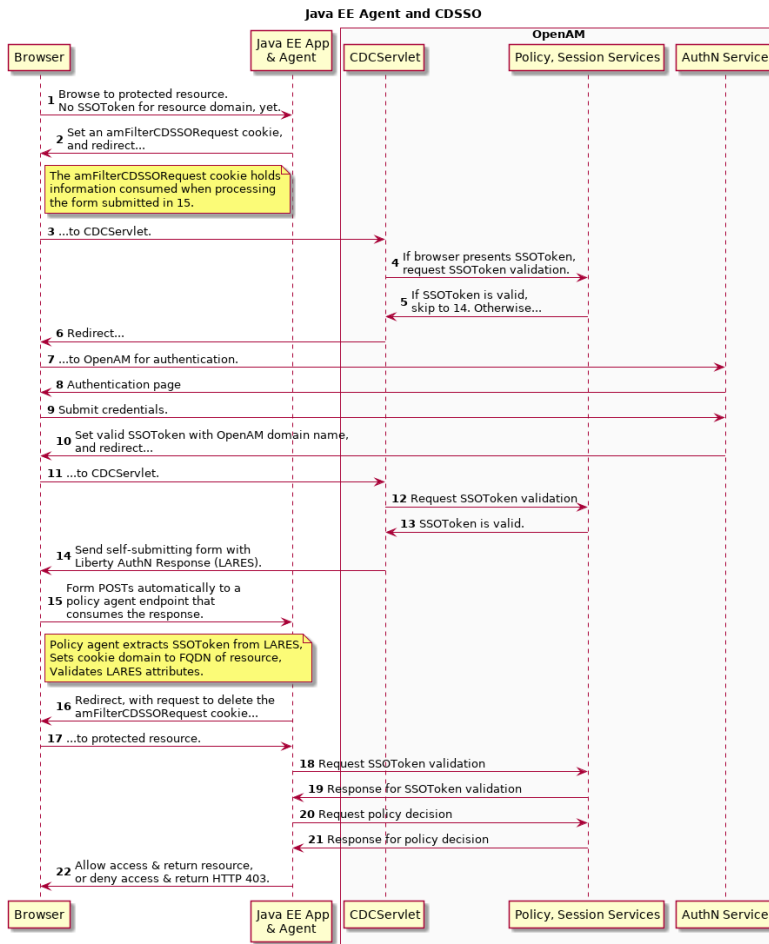 Java EE Agent and CDSSO
OpenAM
Browser
Java EE App
& Agent
CDCServlet
Policy, Session Services
AuthN Service
1 Browse to protected resource.
No SSOToken for resource domain, yet.
2 Set an amFilterCDSSORequest cookie,
and redirect...
The amFilterCDSSORequest cookie holds
information consumed when processing
the form submitted in 15.
3 ...to CDCServlet.
4 If browser presents SSOToken,
request SSOToken validation.
5 If SSOToken is valid,
skip to 14. Otherwise...
6 Redirect...
7 ...to OpenAM for authentication.
8 Authentication page
9 Submit credentials.
10 Set valid SSOToken with OpenAM domain name,
and redirect...
11 ...to CDCServlet.
12 Request SSOToken validation
13 SSOToken is valid.
14 Send self-submitting form with
Liberty AuthN Response (LARES).
15 Form POSTs automatically to a
policy agent endpoint that
consumes the response.
Policy agent extracts SSOToken from LARES,
Sets cookie domain to FQDN of resource,
Validates LARES attributes.
16 Redirect, with request to delete the
amFilterCDSSORequest cookie...
17 ...to protected resource.
18 Request SSOToken validation
19 Response for SSOToken validation
20 Request policy decision
21 Response for policy decision
22 Allow access & return resource,
or deny access & return HTTP 403.
Browser
Java EE App
& Agent
CDCServlet
Policy, Session Services
AuthN Service